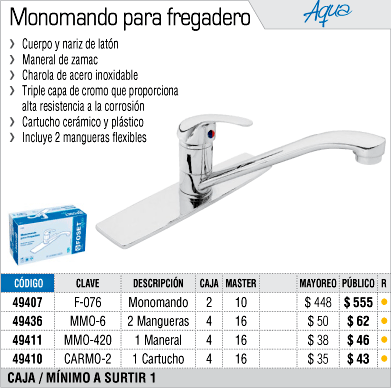 Monomando para fregadero
Aqua
› Cuerpo y nariz de latón
› Maneral de zamac
› Charola de acero inoxidable
› Triple capa de cromo que proporciona
alta resistencia a la corrosión
› Cartucho cerámico y plástico
› Incluye 2 mangueras flexibles
FOSET
CÓDIGO CLAVE DESCRIPCIÓN CAJA MASTER MAYOREO PÚBLICO R
49407 F-076 Monomando 2 10 $ 448 $ 555
49436 MMO-6 2 Mangueras 4 16 $ 50 $ 62
49411 MMO-420 1 Maneral 4 16 $ 38 $ 46
49410 CARMO-2 1 Cartucho 4 16 $ 35 $ 43
CAJA / MÍNIMO A SURTIR 1